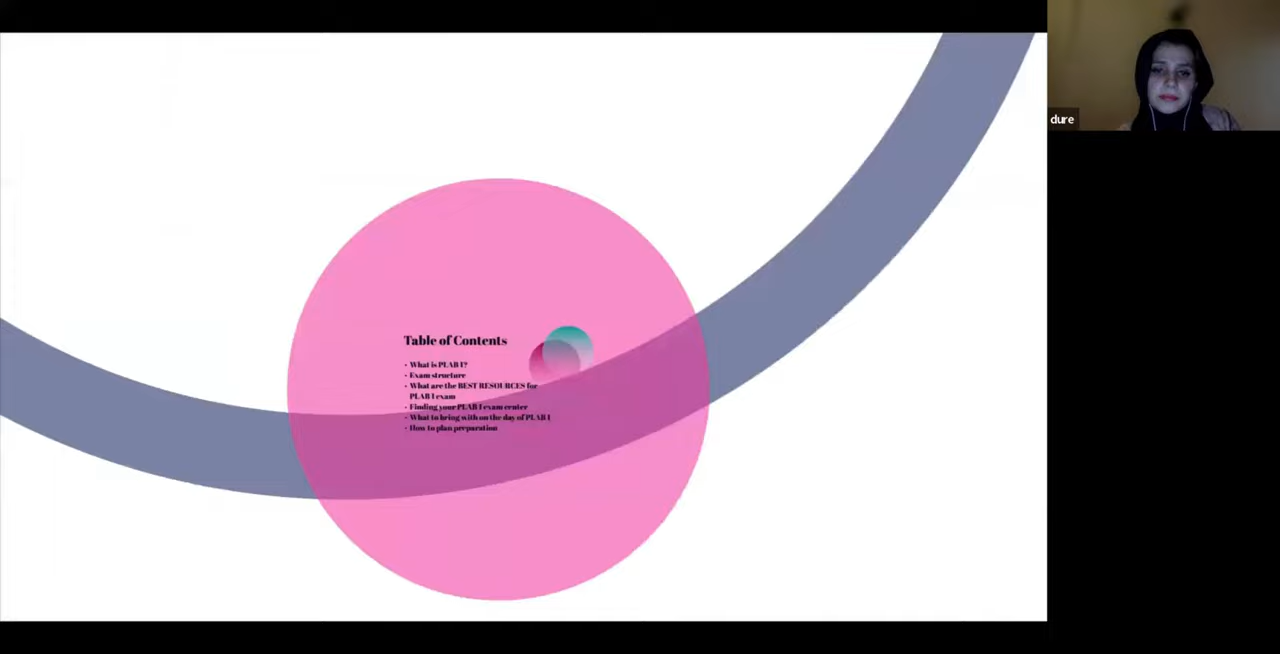 Table of Contents
• What is PLAB 1?
• Exam structure
• What are the BEST RESOURCES for
PLAB 1 exam
• Finding your PLAB 1 exam center
• What to bring with on the day of PLAB 1
• How to plan preparation
dure